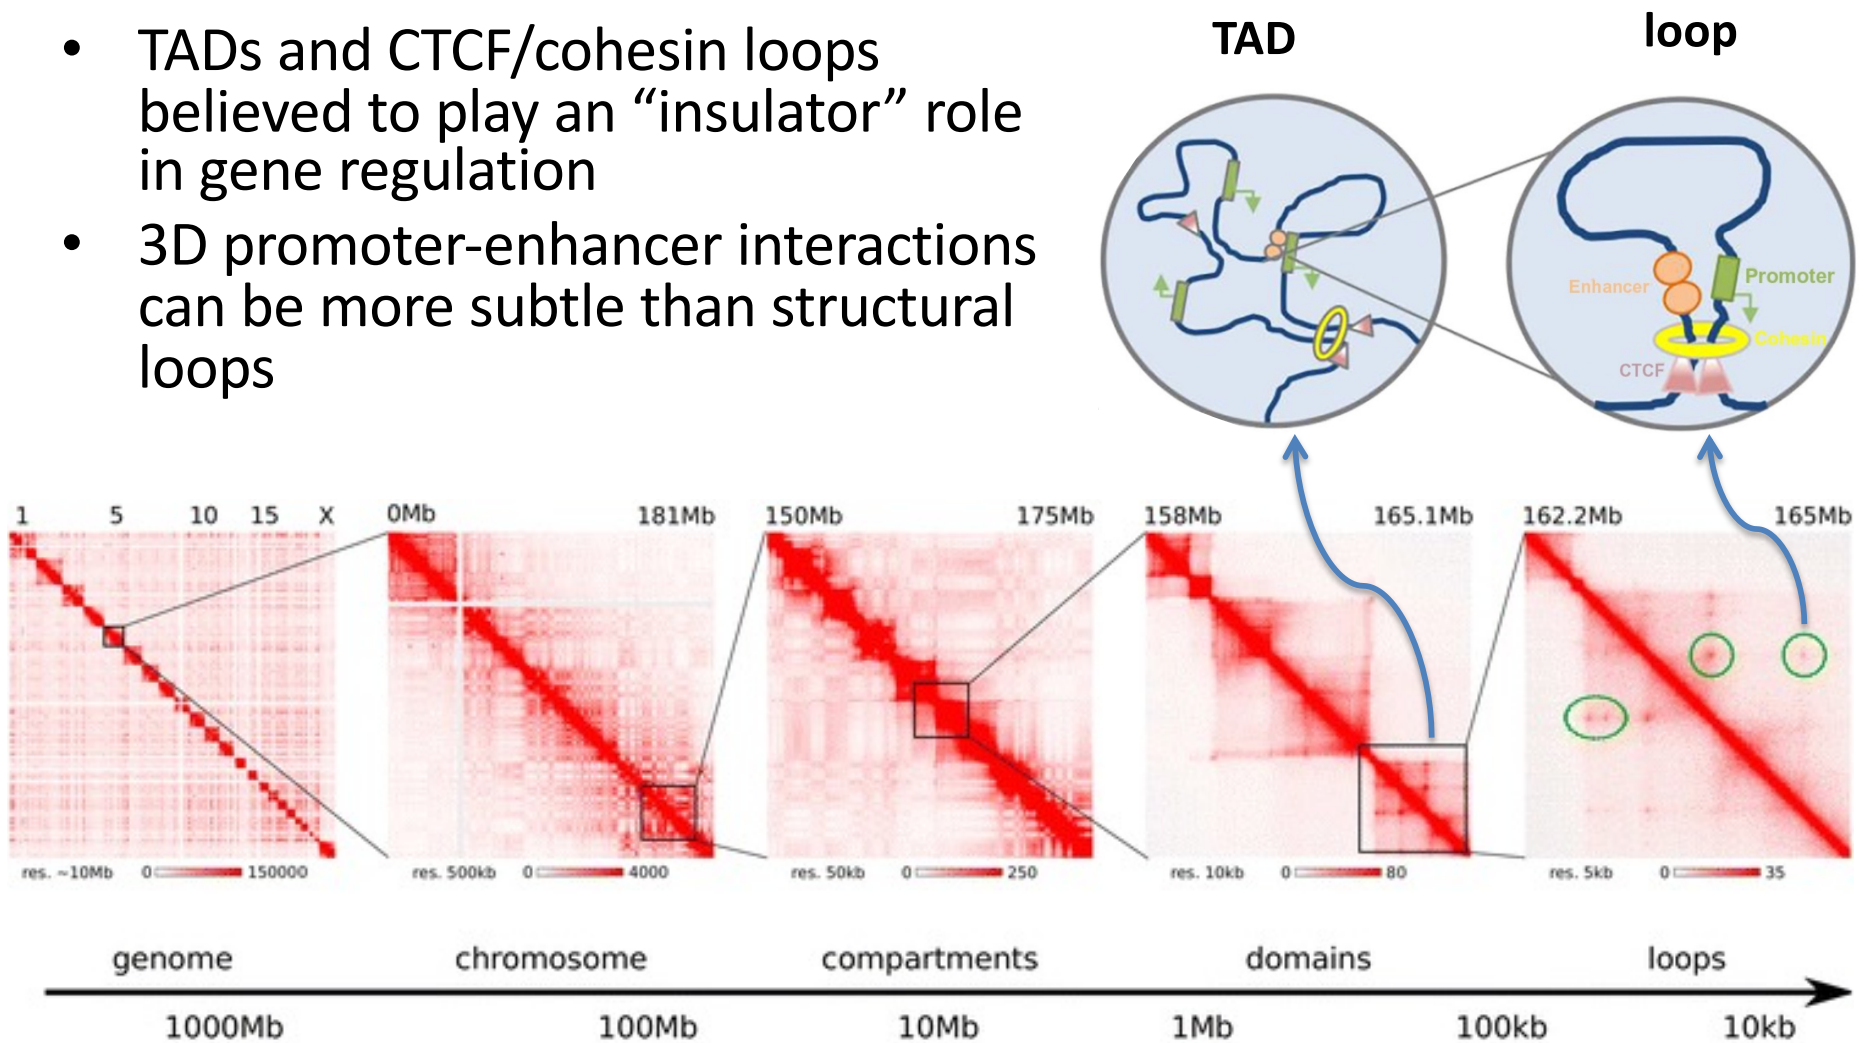 • TADs and CTCF/cohesin loops
believed to play an “insulator” role
in gene regulation
• 3D promoter-enhancer interactions
can be more subtle than structural
loops
TAD
loop
Enhancer
Promoter
Cohesin
CTCF
1 5 10 15 X
0Mb 181Mb
150Mb 175Mb
158Mb 165.1Mb
162.2Mb 165Mb
res. ~10Mb 0 150000
res. 500kb 0 4000
res. 50kb 0 250
res. 10kb 0 80
res. 5kb 0 35
genome chromosome compartments domains loops
1000Mb 100Mb 10Mb 1Mb 100kb 10kb